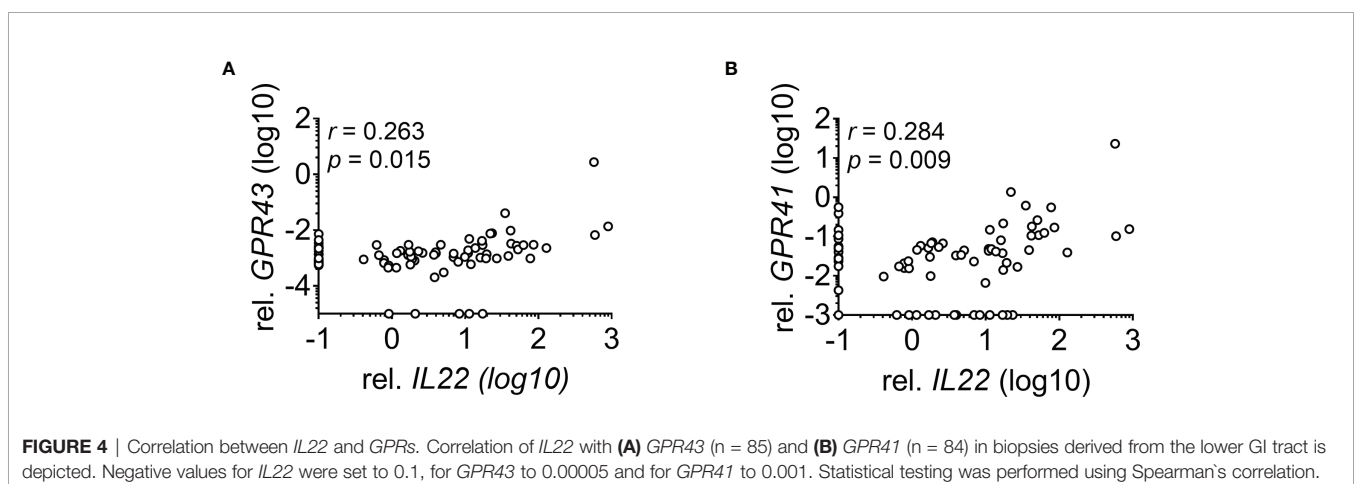 A
rel. GPR43 (log10)
2
0
-2
-4
r = 0.263
p = 0.015
-1 0 1 2 3
rel. IL22 (log10)
B
rel. GPR41 (log10)
2
1
0
-1
-2
-3
r = 0.284
p = 0.009
-1 0 1 2 3
rel. IL22 (log10)
FIGURE 4 | Correlation between IL22 and GPRs. Correlation of IL22 with (A) GPR43 (n = 85) and (B) GPR41 (n = 84) in biopsies derived from the lower GI tract is
depicted. Negative values for IL22 were set to 0.1, for GPR43 to 0.00005 and for GPR41 to 0.001. Statistical testing was performed using Spearman`s correlation.